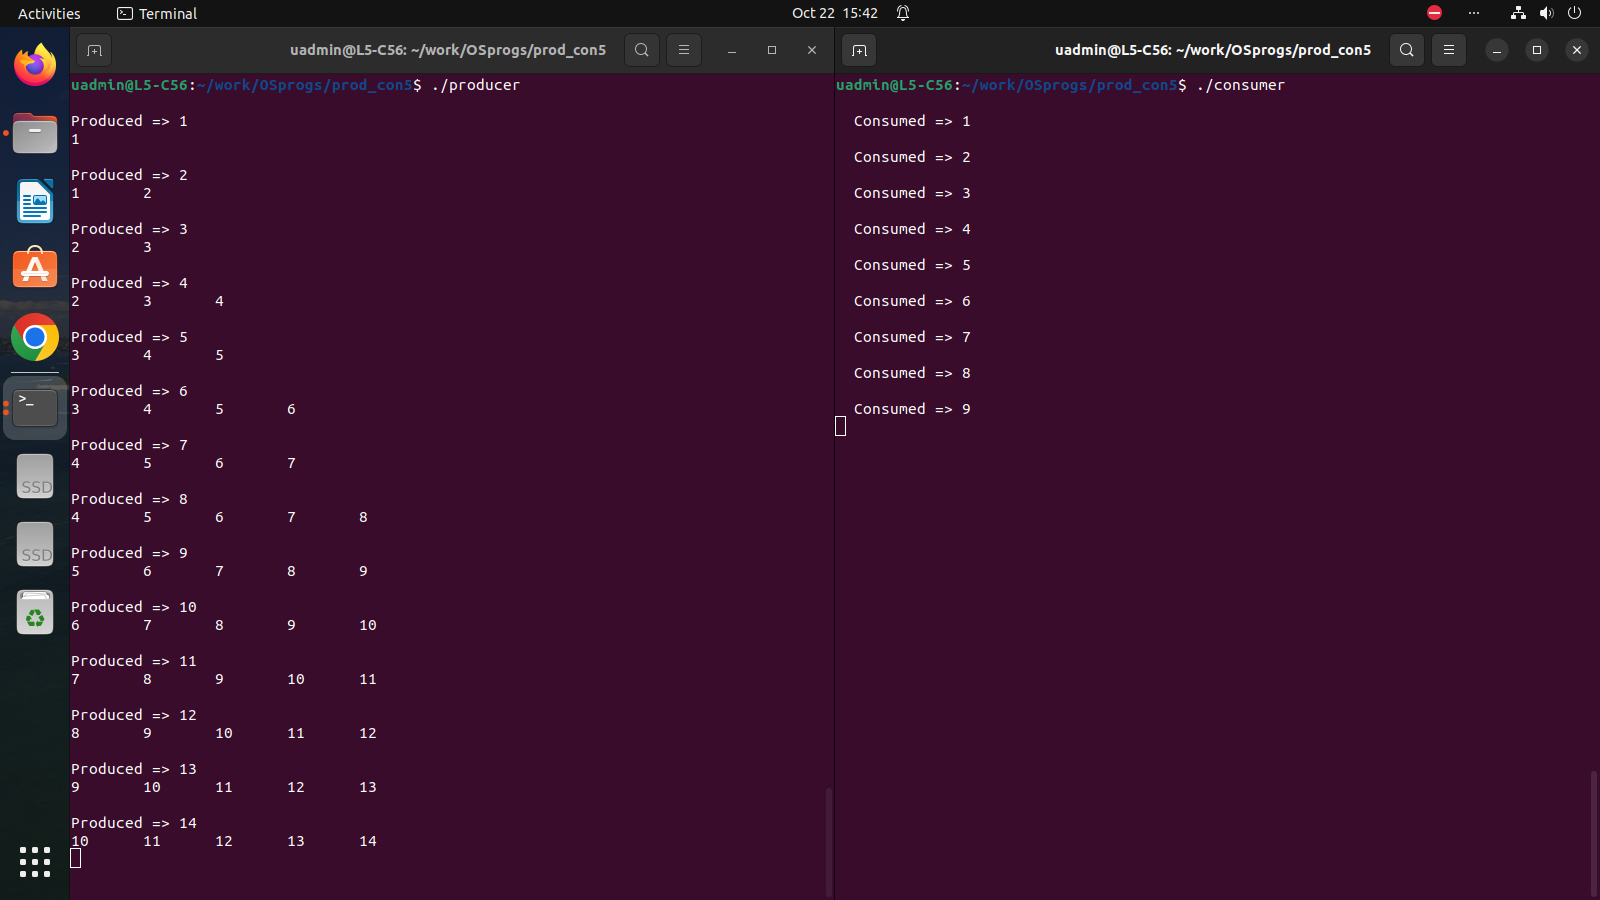 Activities Terminal Oct 22 15:42
uadmin@L5-C56: ~/work/OSprogs/prod_con5
uadmin@L5-C56:~/work/OSprogs/prod_con5$ ./producer
Produced => 1
1
Produced => 2
1 2
Produced => 3
2 3
Produced => 4
2 3 4
Produced => 5
3 4 5
Produced => 6
3 4 5 6
Produced => 7
4 5 6 7
Produced => 8
4 5 6 7 8
Produced => 9
5 6 7 8 9
Produced => 10
6 7 8 9 10
Produced => 11
7 8 9 10 11
Produced => 12
8 9 10 11 12
Produced => 13
9 10 11 12 13
Produced => 14
10 11 12 13 14
uadmin@L5-C56: ~/work/OSprogs/prod_con5
uadmin@L5-C56:~/work/OSprogs/prod_con5$ ./consumer
Consumed => 1
Consumed => 2
Consumed => 3
Consumed => 4
Consumed => 5
Consumed => 6
Consumed => 7
Consumed => 8
Consumed => 9
SSD
SSD